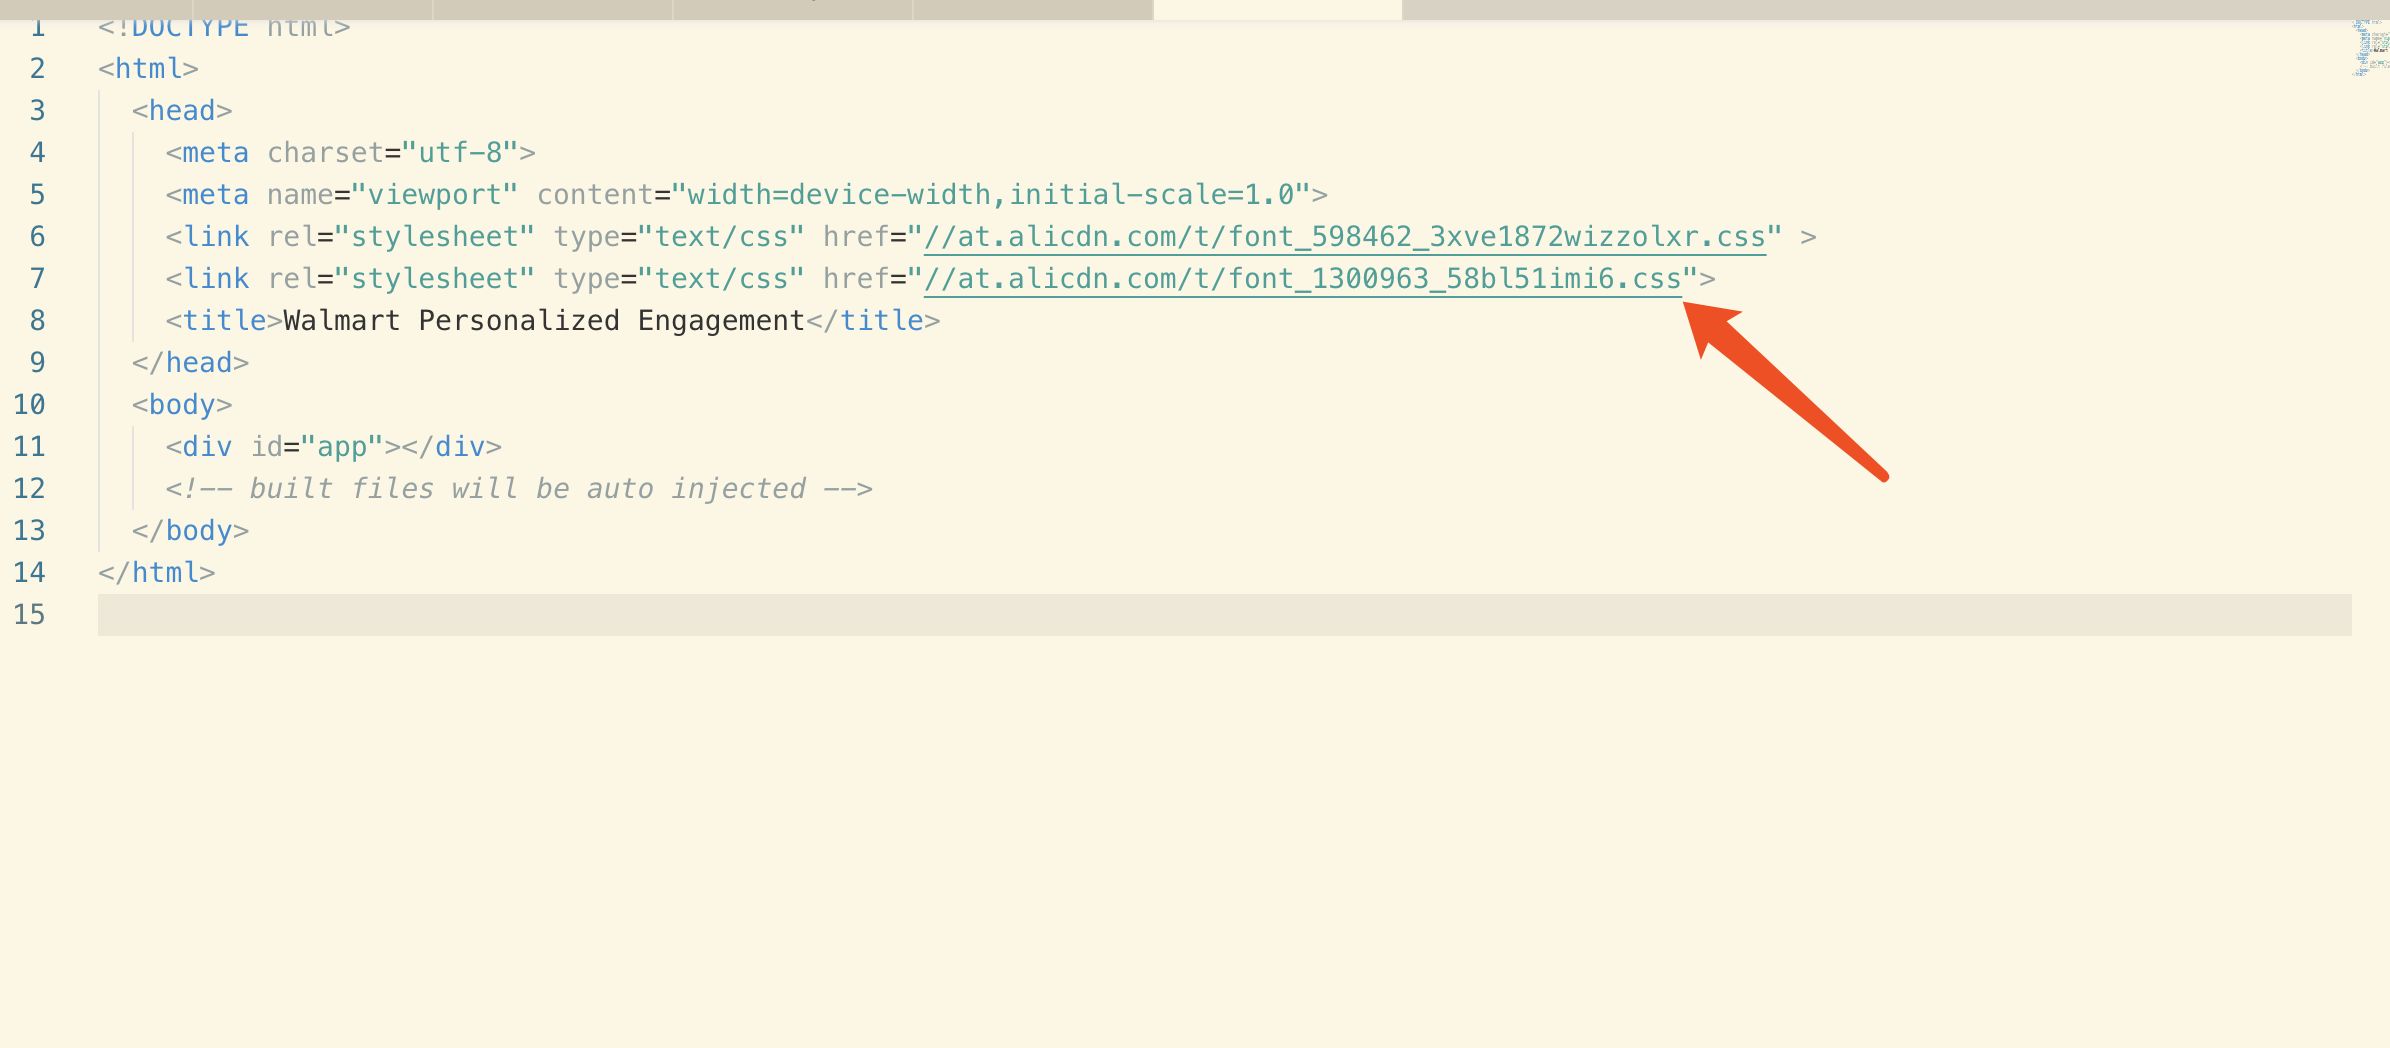 1 <!DOCTYPE html>
2 <html>
3 <head>
4 <meta charset="utf-8">
5 <meta name="viewport" content="width=device-width,initial-scale=1.0">
6 <link rel="stylesheet" type="text/css" href="//at.alicdn.com/t/font_598462_3xve1872wizzolxr.css" >
7 <link rel="stylesheet" type="text/css" href="//at.alicdn.com/t/font_1300963_58bl51imi6.css">
8 <title>Walmart Personalized Engagement</title>
9 </head>
10 <body>
11 <div id="app"></div>
12 <!-- built files will be auto injected -->
13 </body>
14 </html>
15